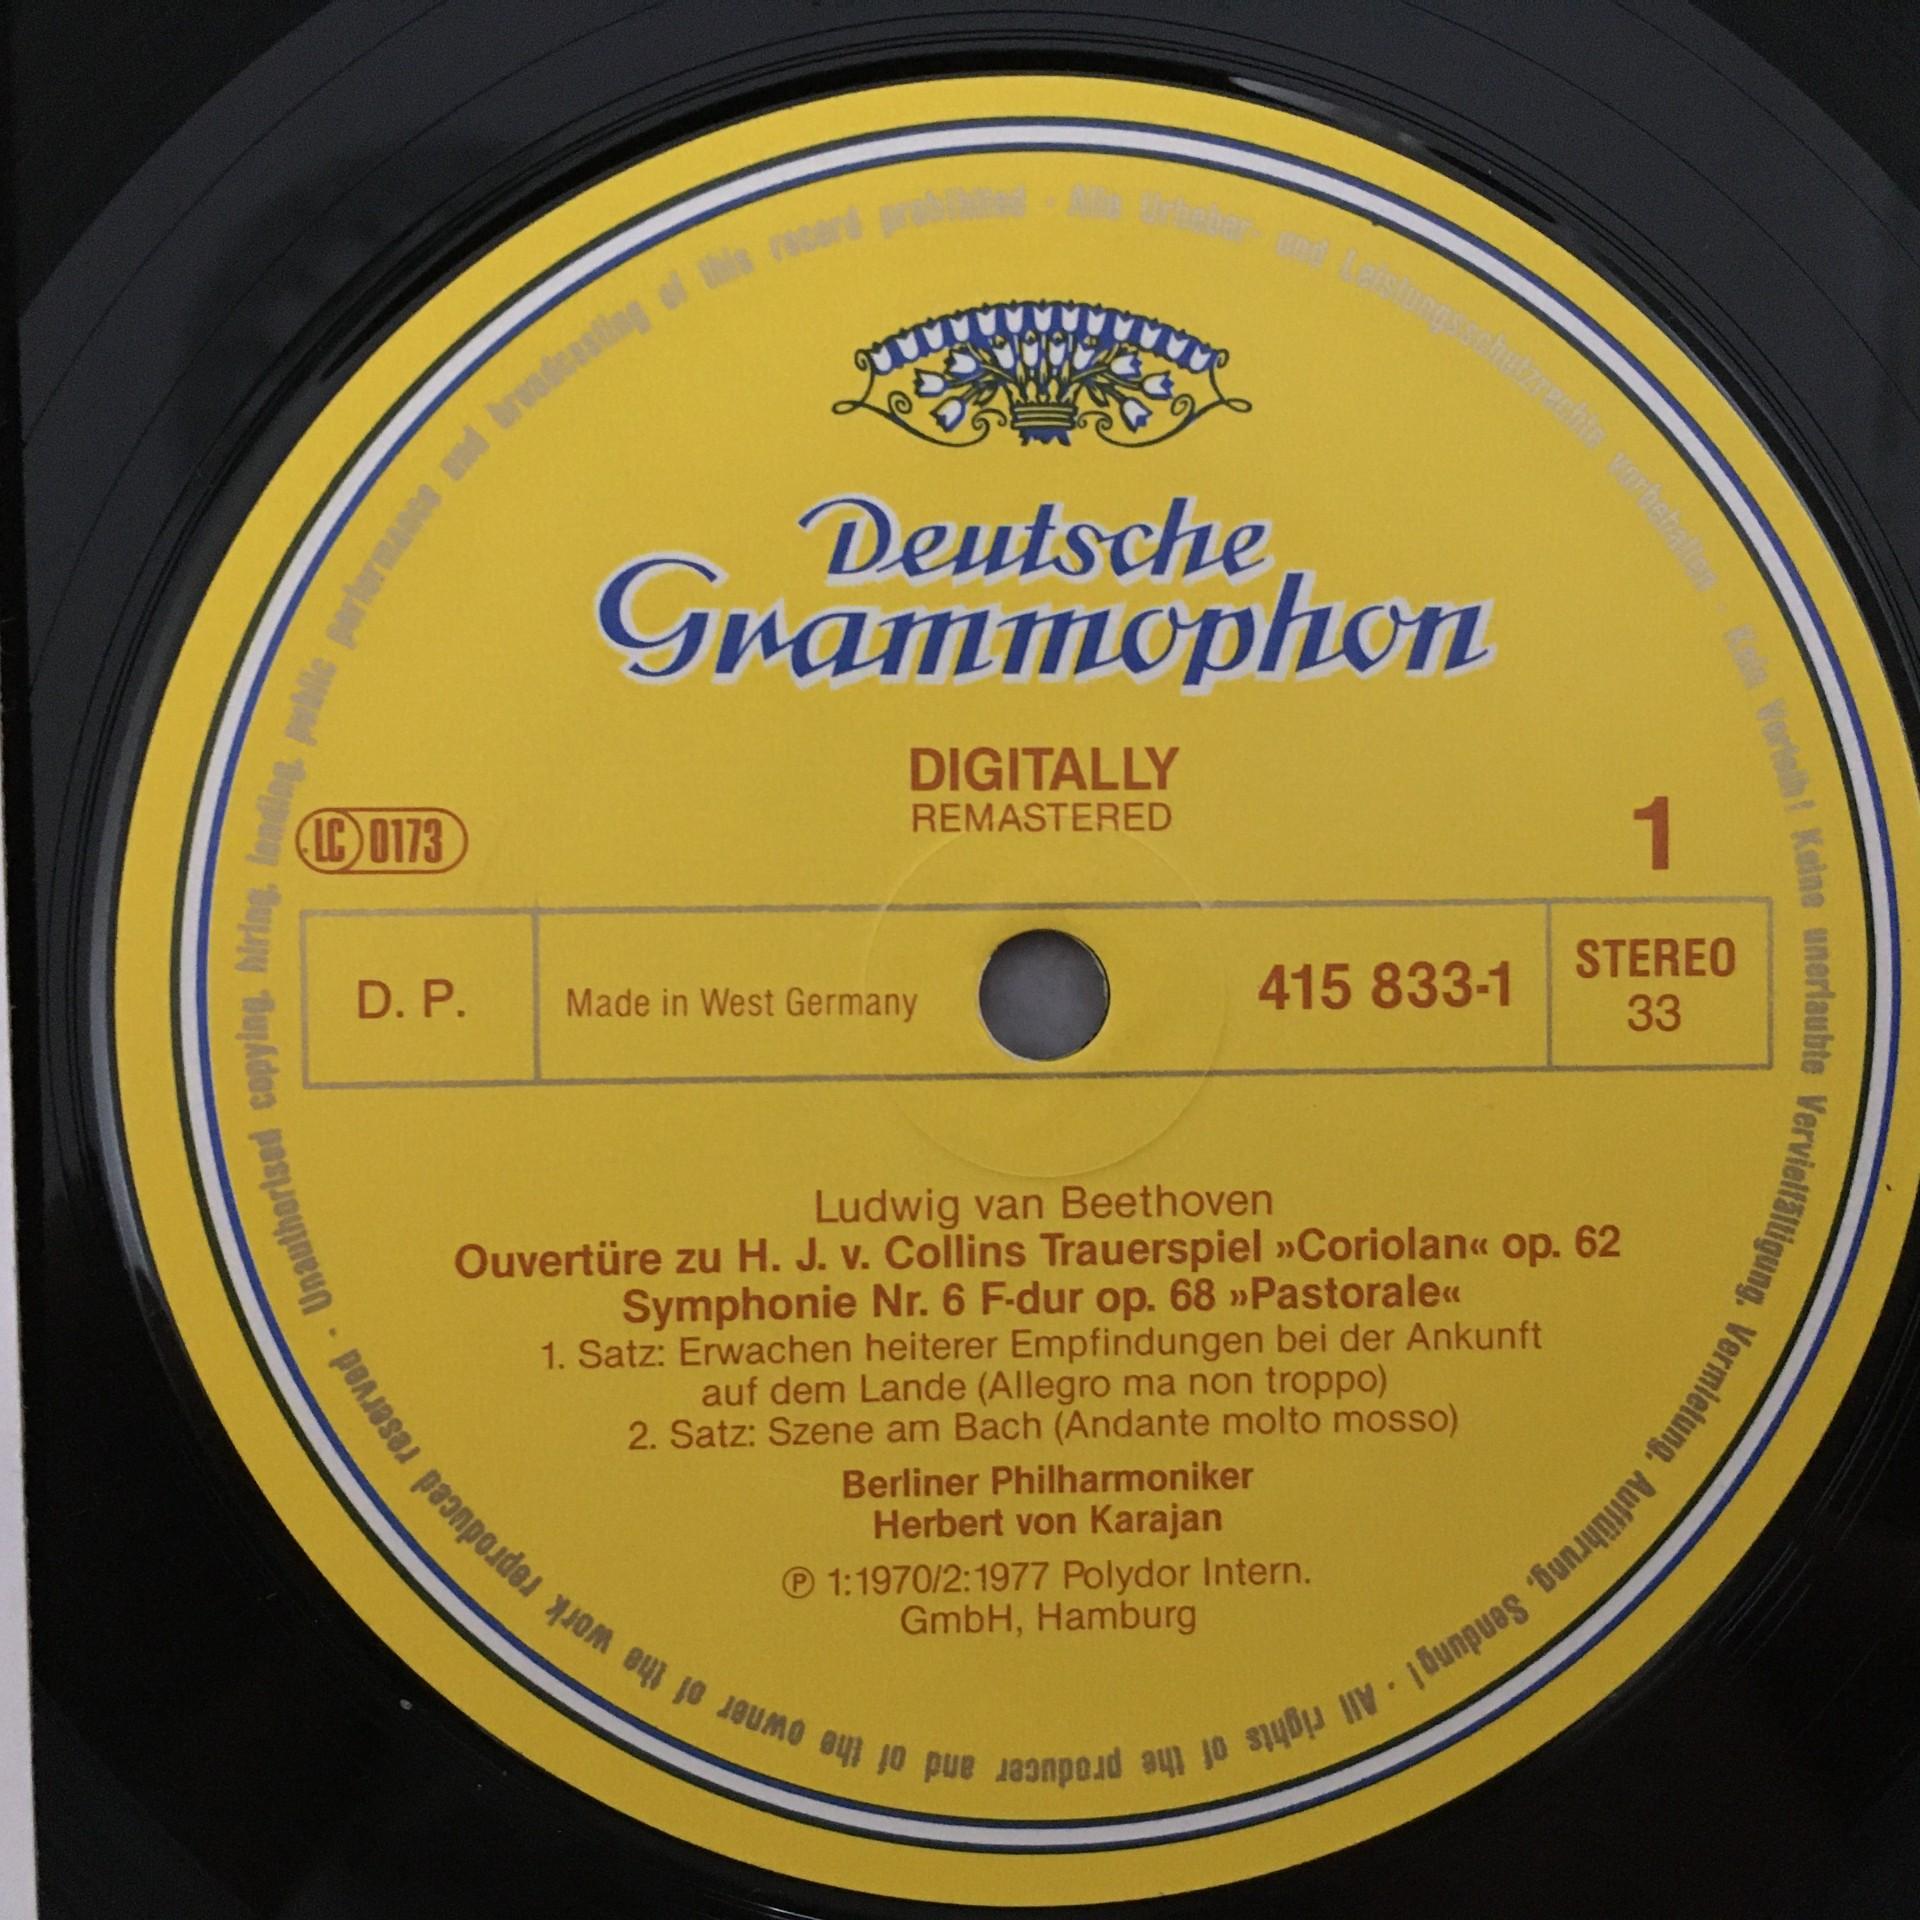 Deutsche
Grammophon
DIGITALLY
REMASTERED
LC 0173
1
D. P.
Made in West Germany
415 833-1
STEREO
33
Ludwig van Beethoven
Ouvertüre zu H. J. v. Collins Trauerspiel »Coriolan« op. 62
Symphonie Nr. 6 F-dur op. 68 »Pastorale«
1. Satz: Erwachen heiterer Empfindungen bei der Ankunft
auf dem Lande (Allegro ma non troppo)
2. Satz: Szene am Bach (Andante molto mosso)
Berliner Philharmoniker
Herbert von Karajan
℗ 1:1970/2:1977 Polydor Intern.
GmbH, Hamburg
Alle Urheber- und Leistungsschutzrechte vorbehalten · Kein Verleih! Keine unerlaubte Vervielfältigung, Vermietung, Aufführung, Sendung! · All rights of the producer and of the owner of the work reproduced reserved · Unauthorised copying, hiring, lending, public performance and broadcasting of this record prohibited ·